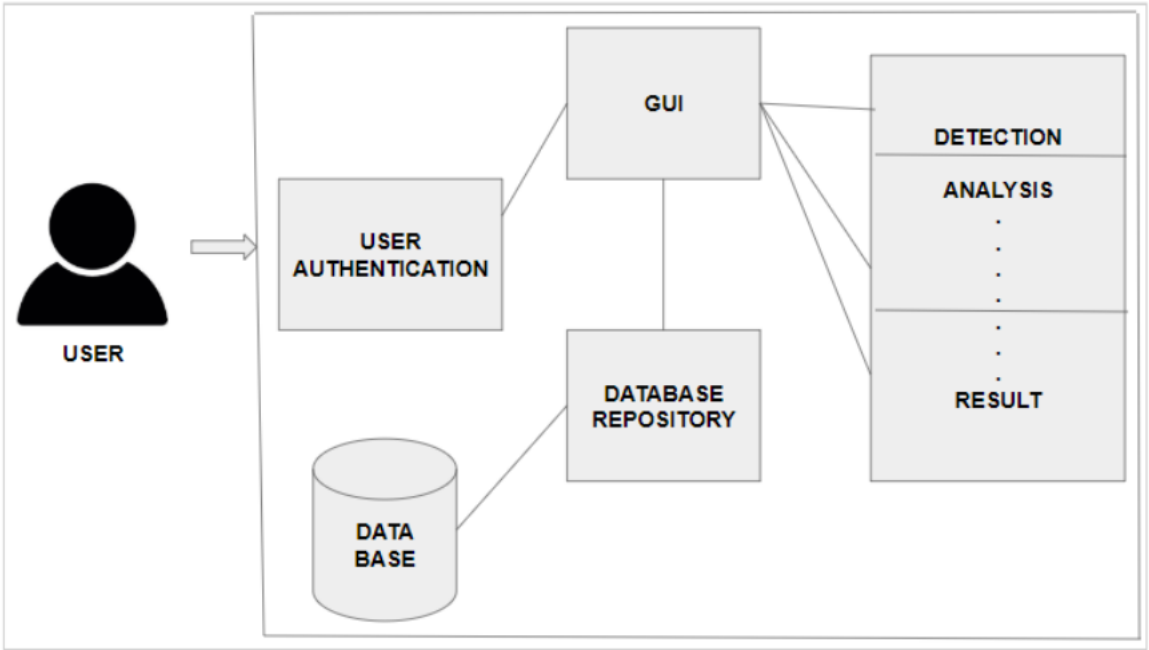 USER
USER
AUTHENTICATION
GUI
DATABASE
REPOSITORY
DATA
BASE
DETECTION
ANALYSIS
.
.
.
.
.
.
.
RESULT